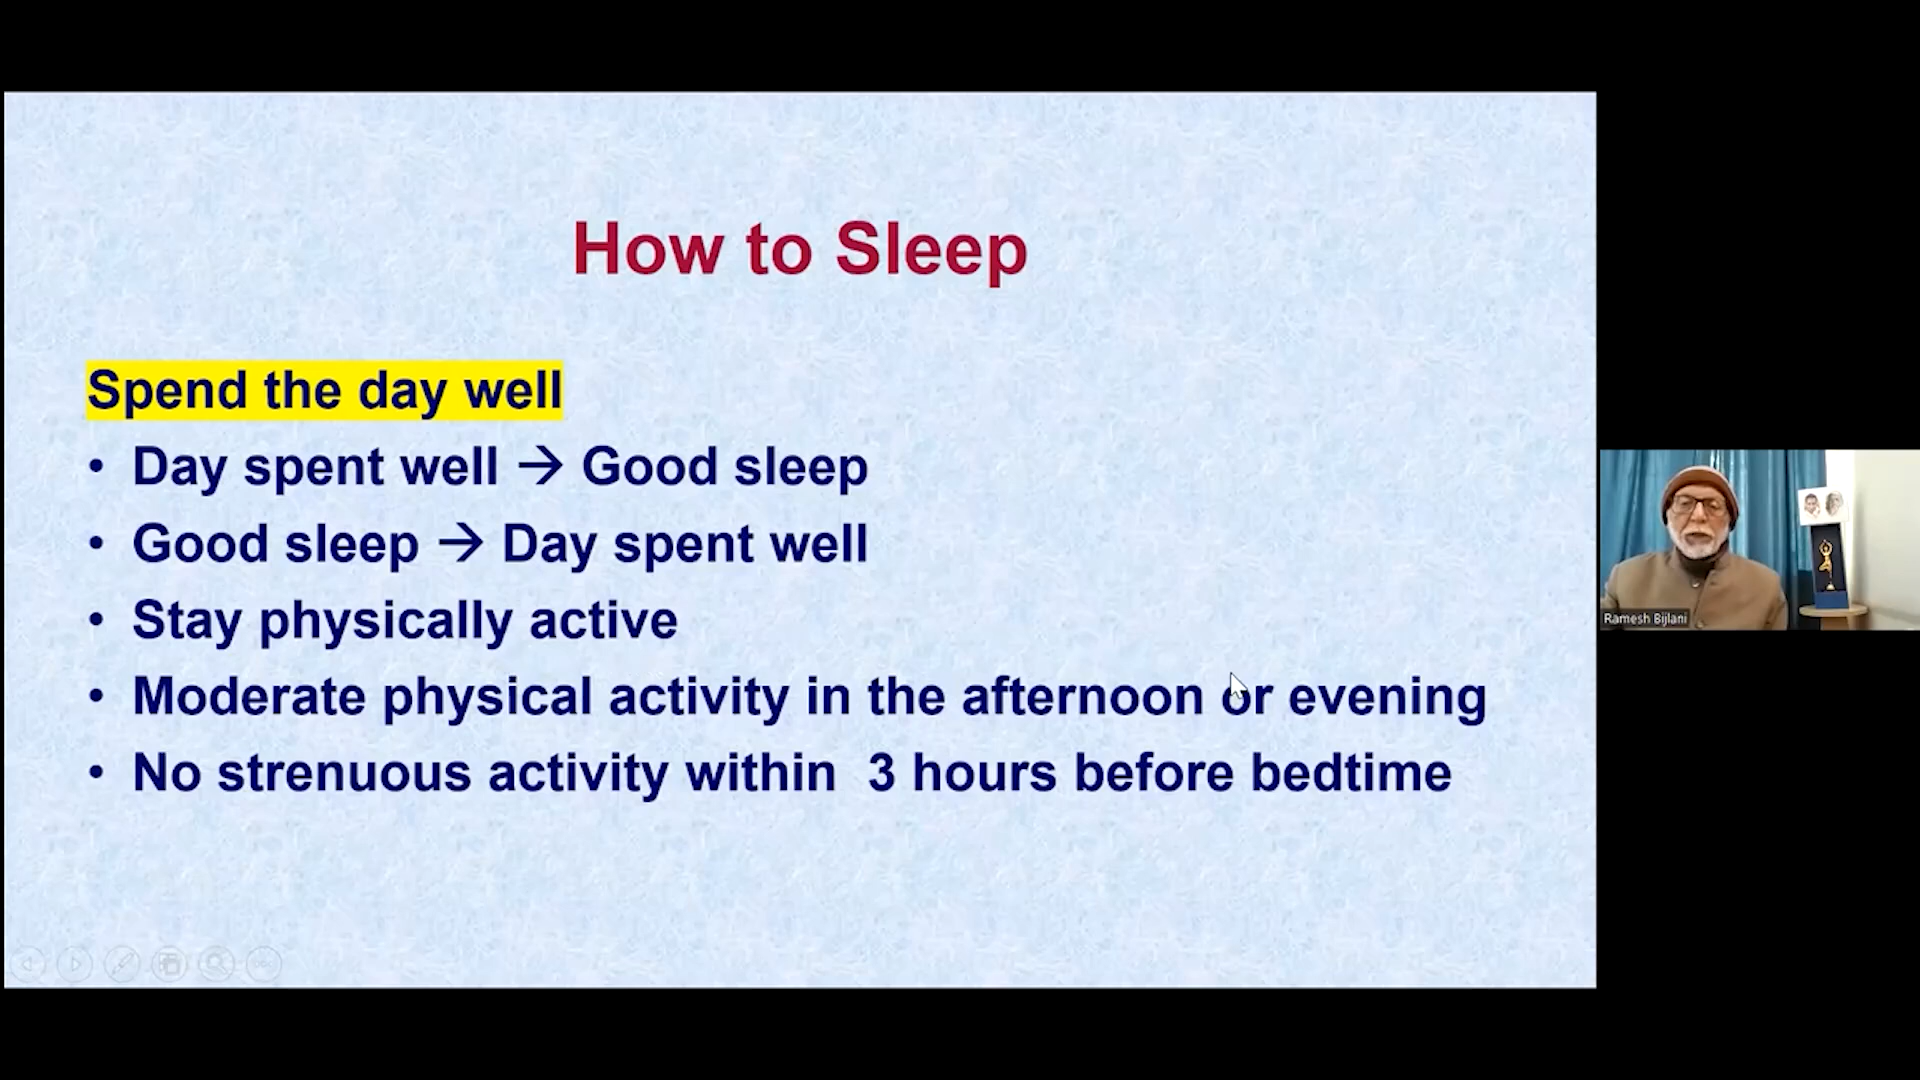 How to Sleep
Spend the day well
• Day spent well → Good sleep
• Good sleep → Day spent well
• Stay physically active
• Moderate physical activity in the afternoon or evening
• No strenuous activity within  3 hours before bedtime
Ramesh Bijlani